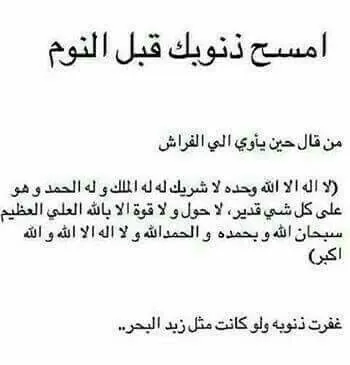 امسح ذنوبك قبل النوم
من قال حين يأوي الي الفراش
(لا اله الا الله وحده لا شريك له له الملك و له الحمد و هو
على كل شي قدير، لا حول و لا قوة الا بالله العلي العظيم
سبحان الله و بحمده و الحمدالله و لا اله الا الله و الله
اكبر)
غفرت ذنوبه ولو كانت مثل زبد البحر..